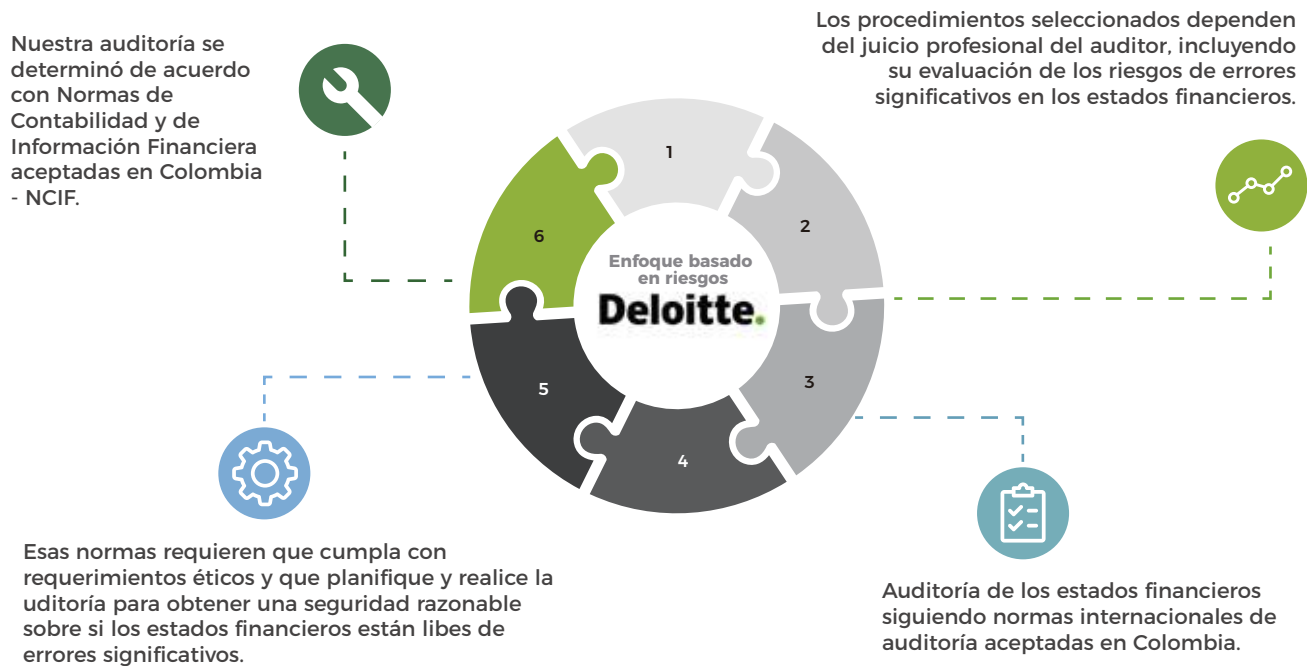 Nuestra auditoría se
determinó de acuerdo
con Normas de
Contabilidad y de
Información Financiera
aceptadas en Colombia
- NCIF.
Los procedimientos seleccionados dependen
del juicio profesional del auditor, incluyendo
su evaluación de los riesgos de errores
significativos en los estados financieros.
1
2
3
4
5
6
Enfoque basado
en riesgos
Deloitte.
Esas normas requieren que cumpla con
requerimientos éticos y que planifique y realice la
uditoría para obtener una seguridad razonable
sobre si los estados financieros están libes de
errores significativos.
Auditoría de los estados financieros
siguiendo normas internacionales de
auditoría aceptadas en Colombia.